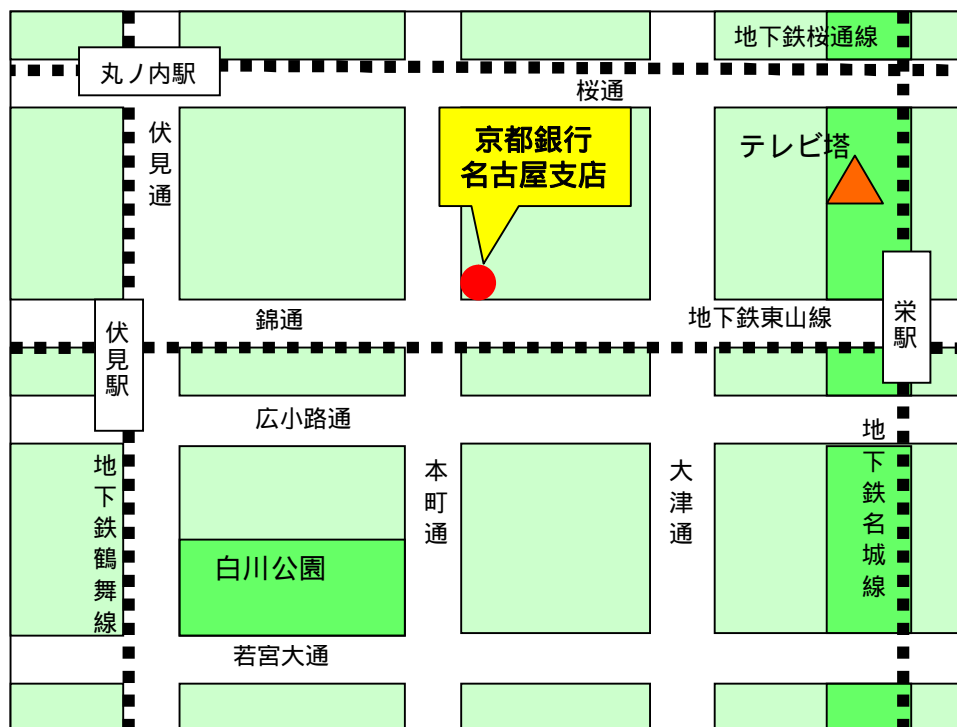 地下鉄桜通線
丸ノ内駅
桜通
伏見通
京都銀行
名古屋支店
テレビ塔
錦通
地下鉄東山線
栄駅
伏見駅
広小路通
地下鉄鶴舞線
本町通
大津通
地下鉄名城線
白川公園
若宮大通